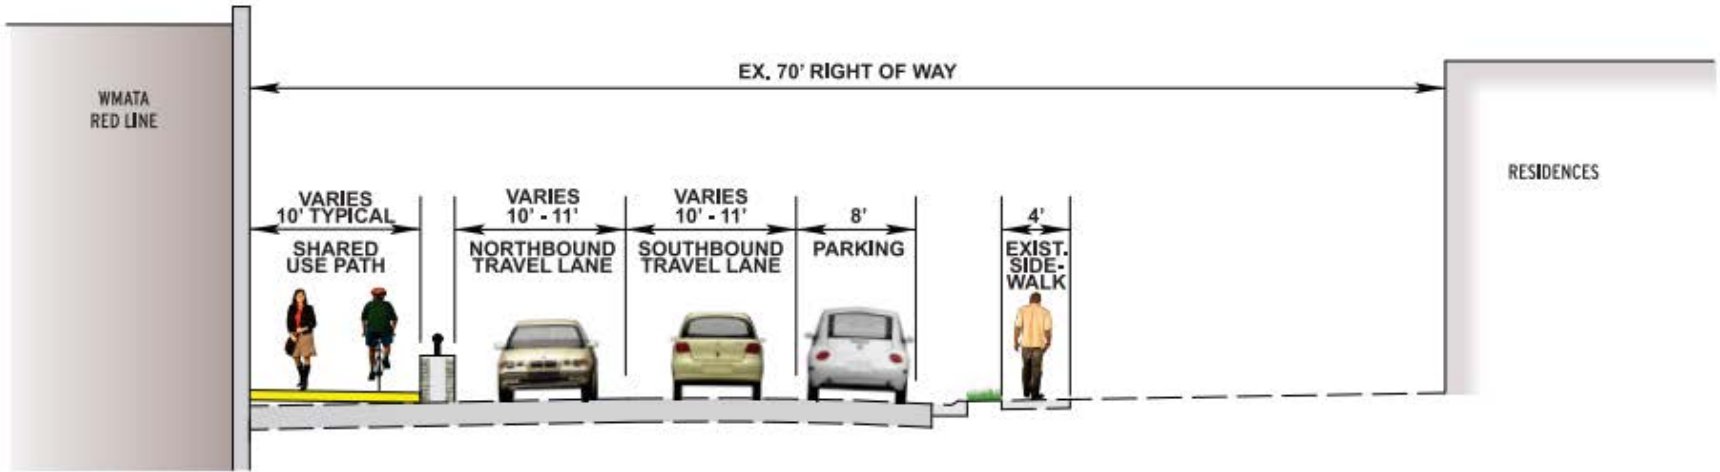 WMATA
RED LINE
EX. 70' RIGHT OF WAY
RESIDENCES
VARIES
10' TYPICAL
SHARED
USE PATH
VARIES
10' - 11'
NORTHBOUND
TRAVEL LANE
VARIES
10' - 11'
SOUTHBOUND
TRAVEL LANE
8'
PARKING
4'
EXIST.
SIDE-
WALK